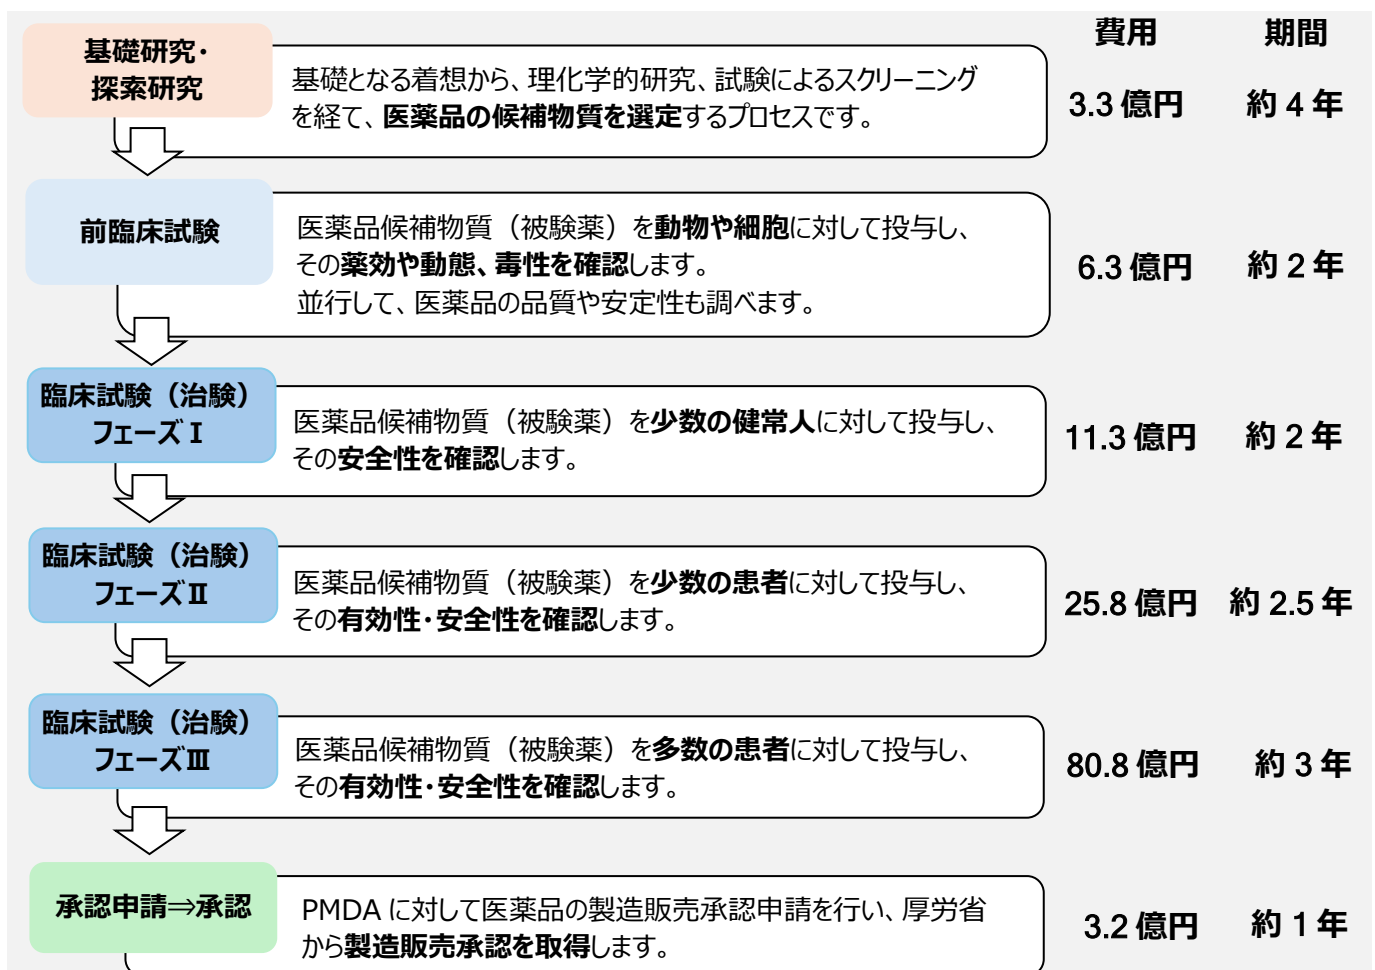 費用 期間
基礎研究・
探索研究
基礎となる着想から、理化学的研究、試験によるスクリーニング
を経て、医薬品の候補物質を選定するプロセスです。
3.3 億円 約 4 年
前臨床試験
医薬品候補物質（被験薬）を動物や細胞に対して投与し、
その薬効や動態、毒性を確認します。
並行して、医薬品の品質や安定性も調べます。
6.3 億円 約 2 年
臨床試験（治験）
フェーズⅠ
医薬品候補物質（被験薬）を少数の健常人に対して投与し、
その安全性を確認します。
11.3 億円 約 2 年
臨床試験（治験）
フェーズⅡ
医薬品候補物質（被験薬）を少数の患者に対して投与し、
その有効性・安全性を確認します。
25.8 億円 約 2.5 年
臨床試験（治験）
フェーズⅢ
医薬品候補物質（被験薬）を多数の患者に対して投与し、
その有効性・安全性を確認します。
80.8 億円 約 3 年
承認申請⇒承認
PMDA に対して医薬品の製造販売承認申請を行い、厚労省
から製造販売承認を取得します。
3.2 億円 約 1 年